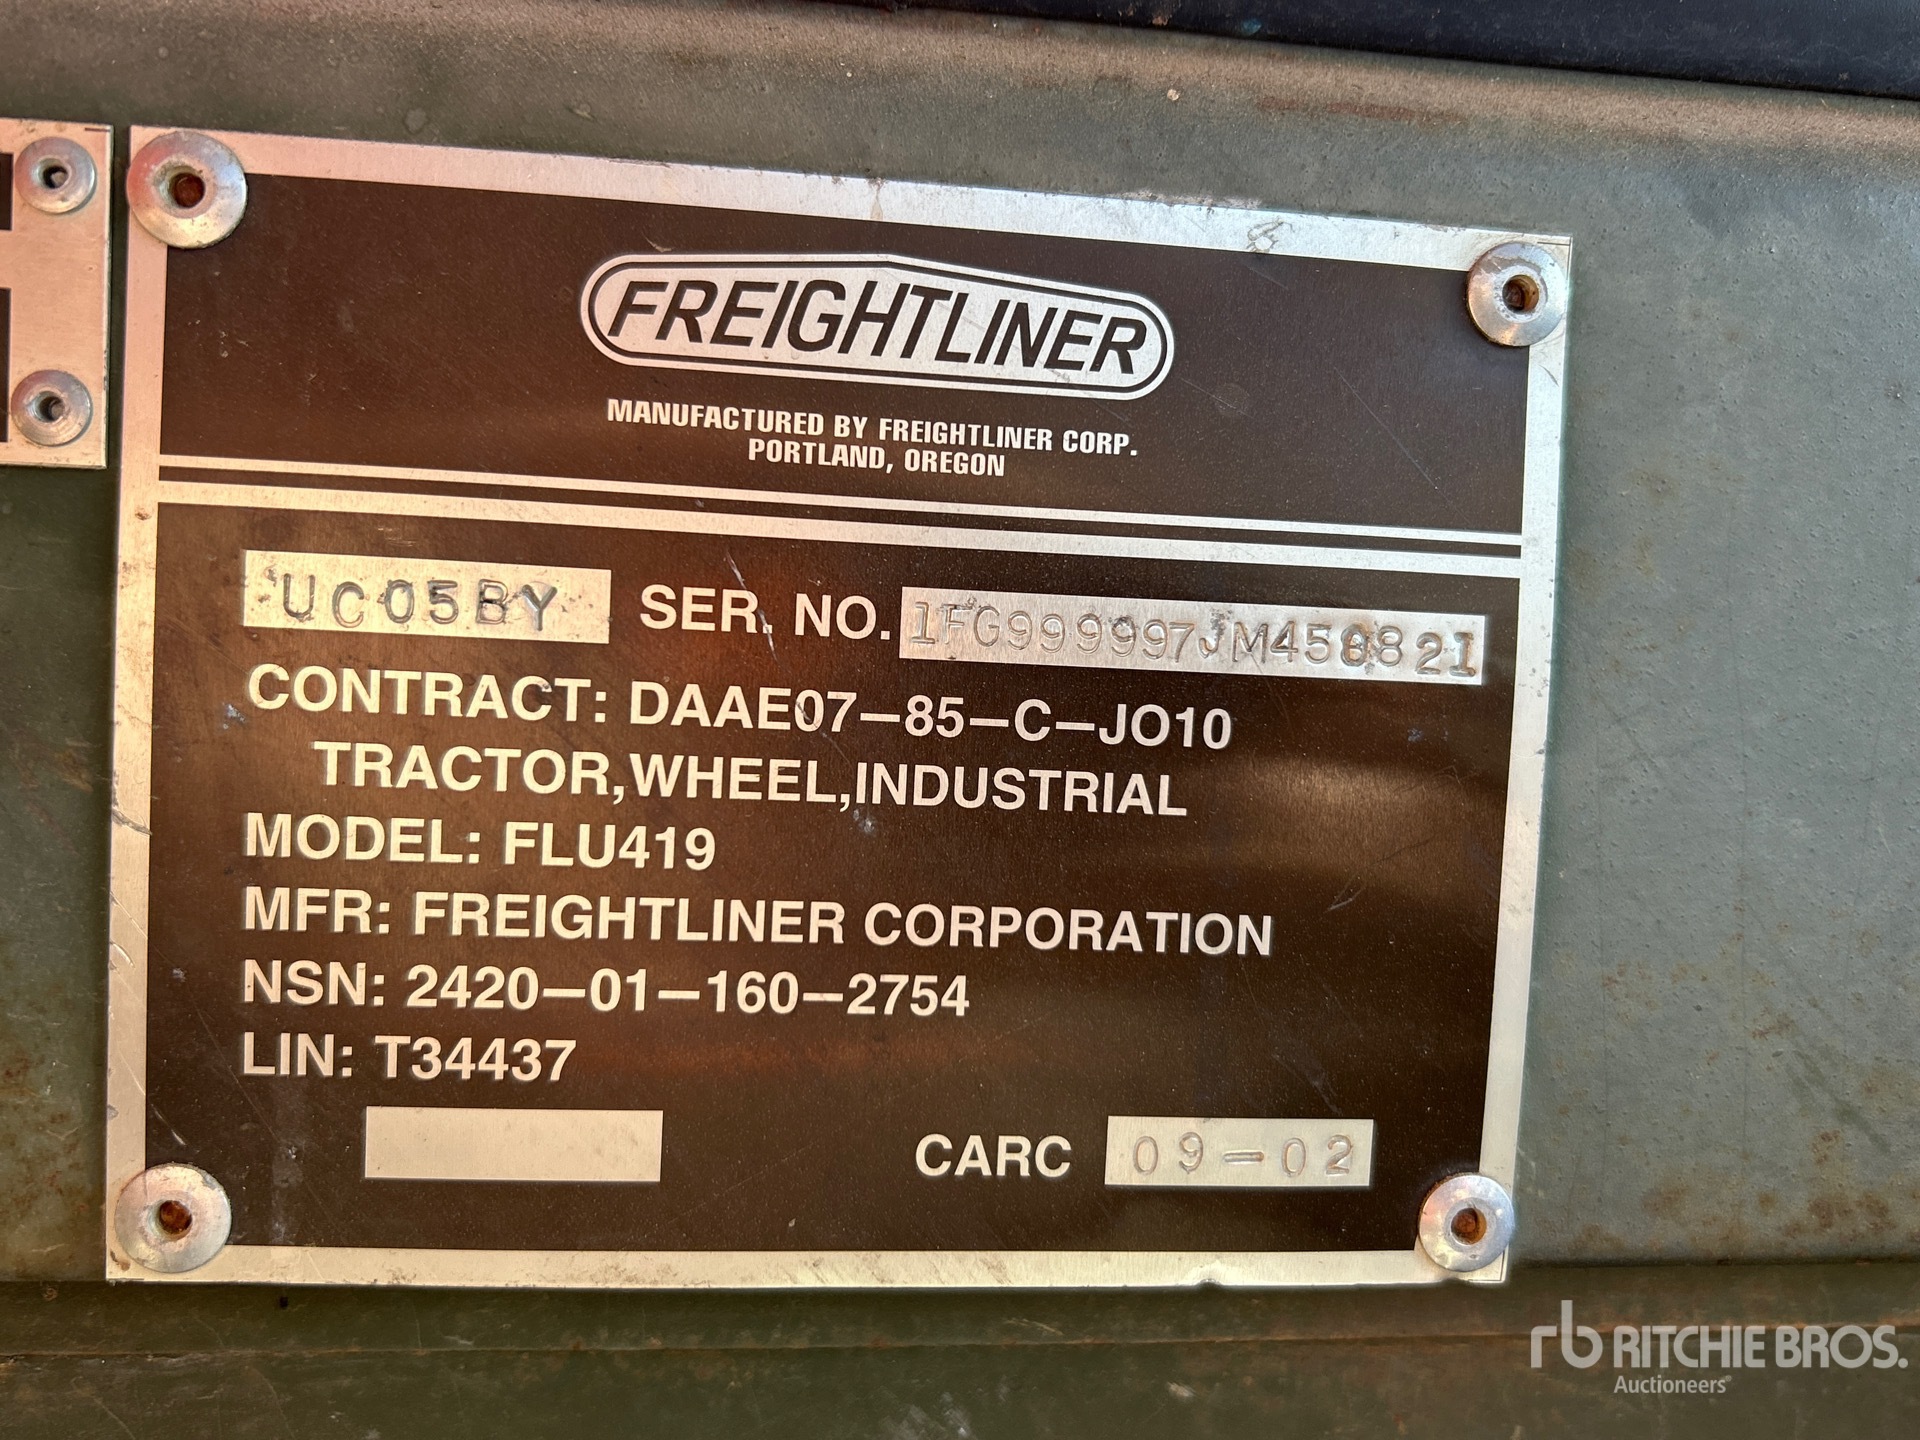 FREIGHTLINER
MANUFACTURED BY FREIGHTLINER CORP.
PORTLAND, OREGON
UC05BY SER. NO.
CONTRACT: DAAE07-85-C-JO10
TRACTOR,WHEEL,INDUSTRIAL
MODEL: FLU419
MFR: FREIGHTLINER CORPORATION
NSN: 2420-01-160-2754
LIN: T34437
CARC 09-02
rb RITCHIE BROS.
Auctioneers